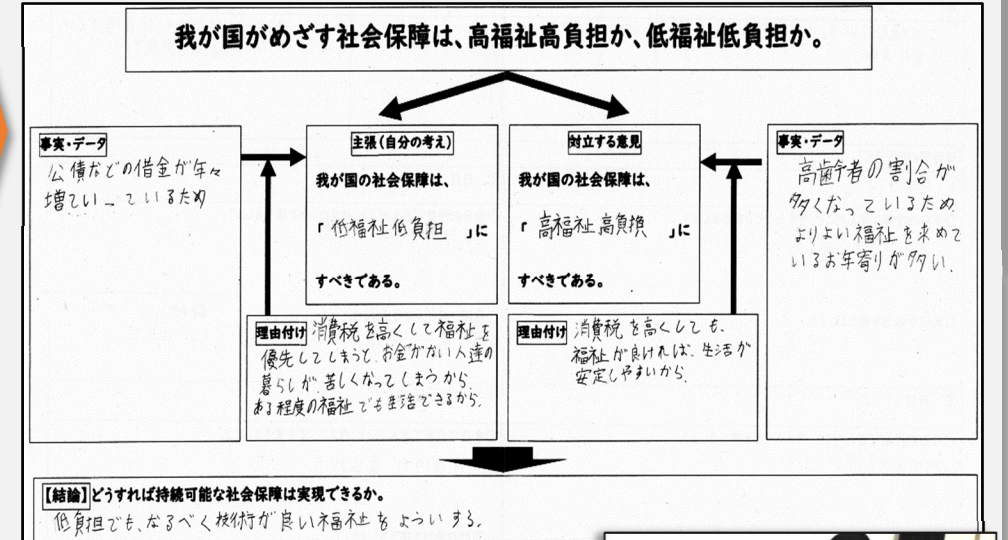 我が国がめざす社会保障は、高福祉高負担か、低福祉低負担か。
事実・データ
公債などの借金が年々
増ていっているため
主張(自分の考え)
我が国の社会保障は、
「低福祉低負担」に
すべきである。
対立する意見
我が国の社会保障は、
「高福祉高負損」に
すべきである。
事実・データ
高齢者の割合が
多くなっているため
よりよい福祉を求めて
いるお年寄りが多い.
理由付け 消費税を高くして福祉を
優先してしまうと、お金がない人達の
暮らしが、苦しくなってしまうから.
ある程度の福祉でも生活できるから.
理由付け 消費税を高くしても、
福祉が良ければ、生活が
安定しやすいから.
【結論】どうすれば持続可能な社会保障は実現できるか。
低負担でも、なるべく技術が良い福祉をよういする.